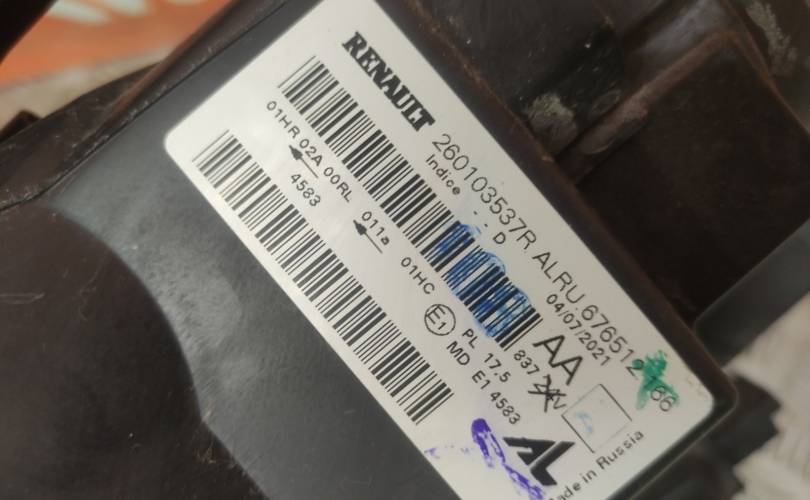 RENAULT
260103537R ALRU 676512
Indice - D
04/07/2021
AA
01HR 02A 00RL 011a 01HC E1 PL 17,5 837
4583
MD E1 4583
AL
Made in Russia